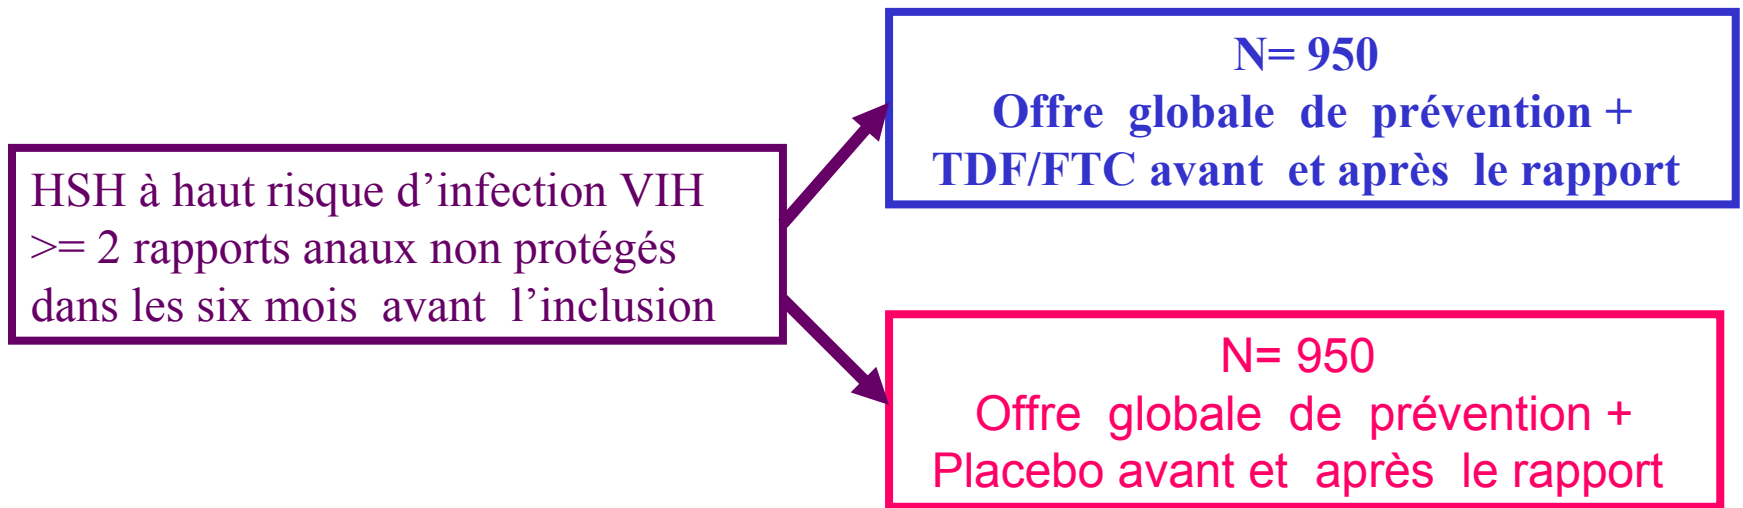 HSH à haut risque d’infection VIH
>= 2 rapports anaux non protégés
dans les six mois avant l’inclusion
N= 950
Offre globale de prévention +
TDF/FTC avant et après le rapport
N= 950
Offre globale de prévention +
Placebo avant et après le rapport